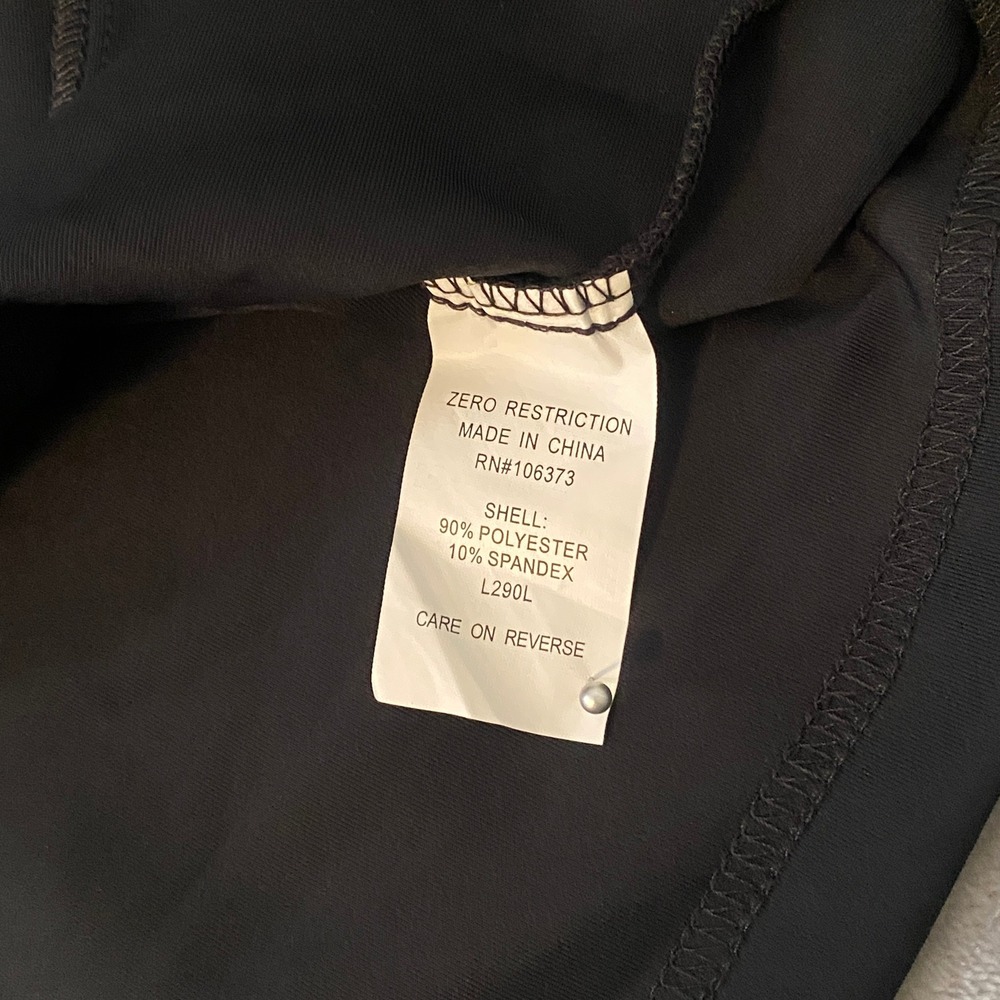 ZERO RESTRICTION
MADE IN CHINA
RN#106373
SHELL:
90% POLYESTER
10% SPANDEX
L290L
CARE ON REVERSE